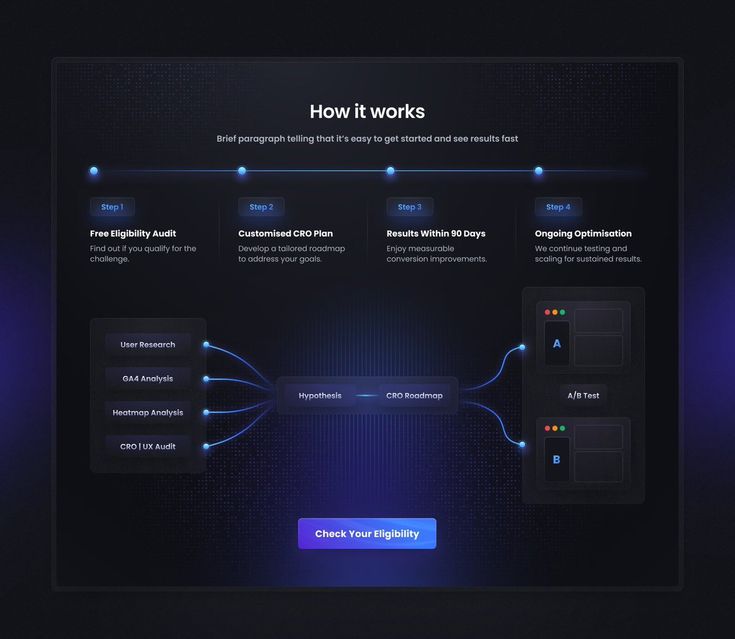 How it works
Brief paragraph telling that it's easy to get started and see results fast
Step 1
Free Eligibility Audit
Find out if you qualify for the
challenge.
Step 2
Customised CRO Plan
Develop a tailored roadmap
to address your goals.
Step 3
Results Within 90 Days
Enjoy measurable
conversion improvements.
Step 4
Ongoing Optimisation
We continue testing and
scaling for sustained results.
User Research
GA4 Analysis
Heatmap Analysis
CRO | UX Audit
Hypothesis
CRO Roadmap
A
A/B Test
B
Check Your Eligibility